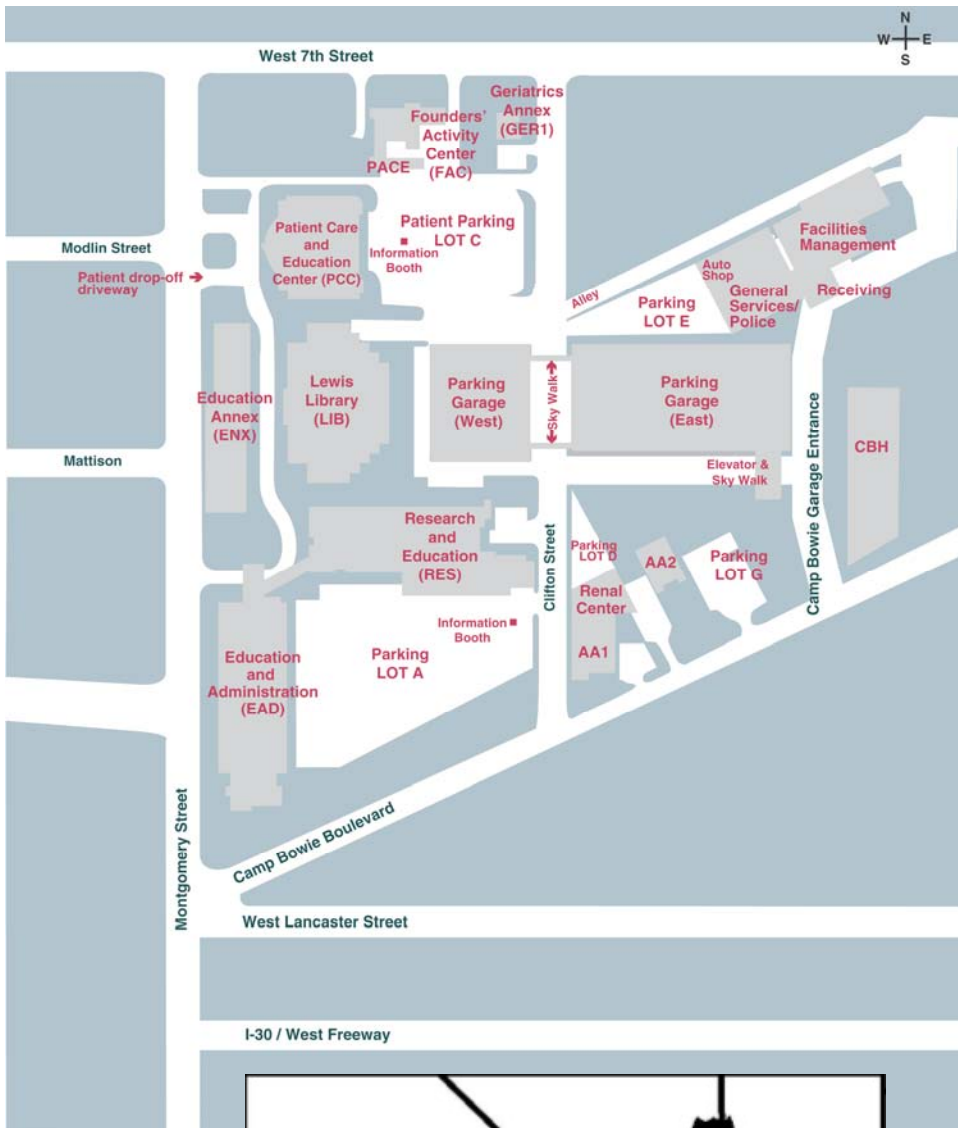 N
W
E
S
West 7th Street
Geriatrics
Annex
(GER1)
Founders'
Activity
Center
(FAC)
PACE
Patient Care
and
Education
Center (PCC)
Patient Parking
LOT C
Information
Booth
Modlin Street
Patient drop-off
driveway
Facilities
Management
Auto
Shop
General
Services/
Police
Receiving
Alley
Parking
LOT E
Education
Annex
(ENX)
Lewis
Library
(LIB)
Parking
Garage
(West)
Sky Walk
Parking
Garage
(East)
Camp Bowie Garage Entrance
CBH
Mattison
Elevator &
Sky Walk
Research
and
Education
(RES)
Clifton Street
Parking
LOT D
AA2
Parking
LOT G
Renal
Center
AA1
Information
Booth
Education
and
Administration
(EAD)
Parking
LOT A
Montgomery Street
Camp Bowie Boulevard
West Lancaster Street
I-30 / West Freeway